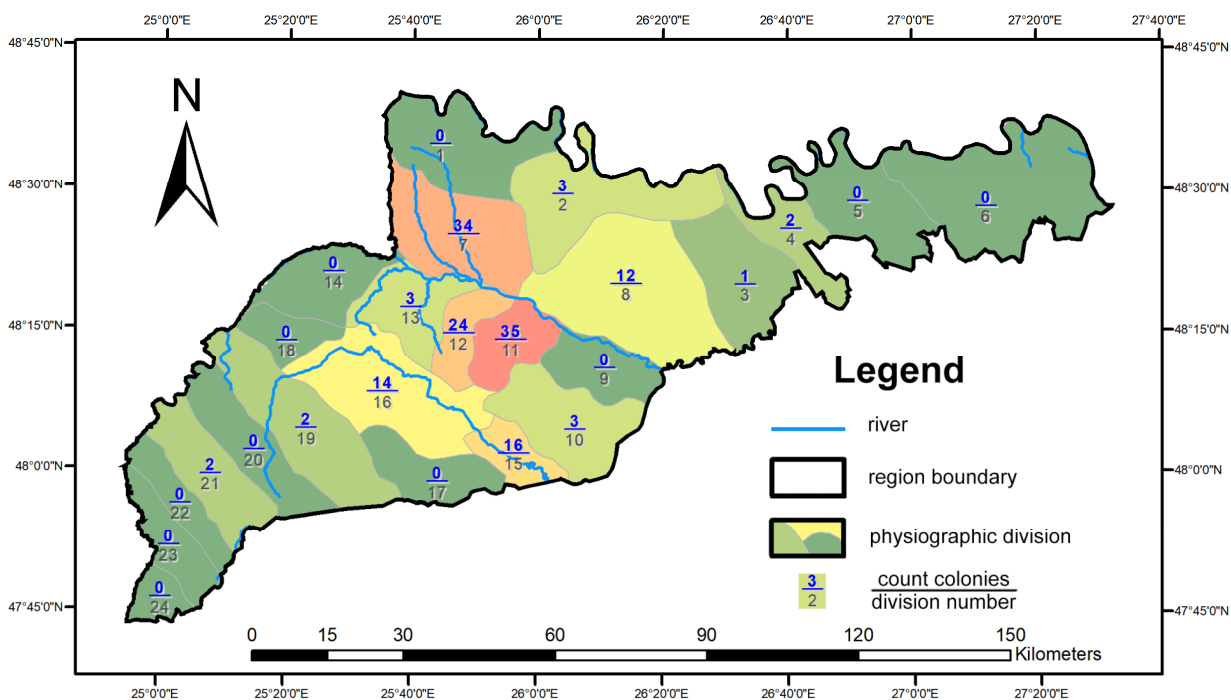 25°0'0"E 25°20'0"E 25°40'0"E 26°0'0"E 26°20'0"E 26°40'0"E 27°0'0"E 27°20'0"E 27°40'0"E
48°45'0"N
48°45'0"N
N
0
1
3
2
48°30'0"N
48°30'0"N
0
5
0
6
2
4
34
7
0
14
12
8
1
3
3
13
48°15'0"N
48°15'0"N
24
12
35
11
0
18
0
9
Legend
14
16
river
2
19
3
10
0
20
16
15
48°0'0"N
48°0'0"N
2
21
0
17
region boundary
0
22
0
23
physiographic division
3
2
count colonies
division number
0
24
47°45'0"N
47°45'0"N
0 15 30 60 90 120 150
Kilometers
25°0'0"E 25°20'0"E 25°40'0"E 26°0'0"E 26°20'0"E 26°40'0"E 27°0'0"E 27°20'0"E